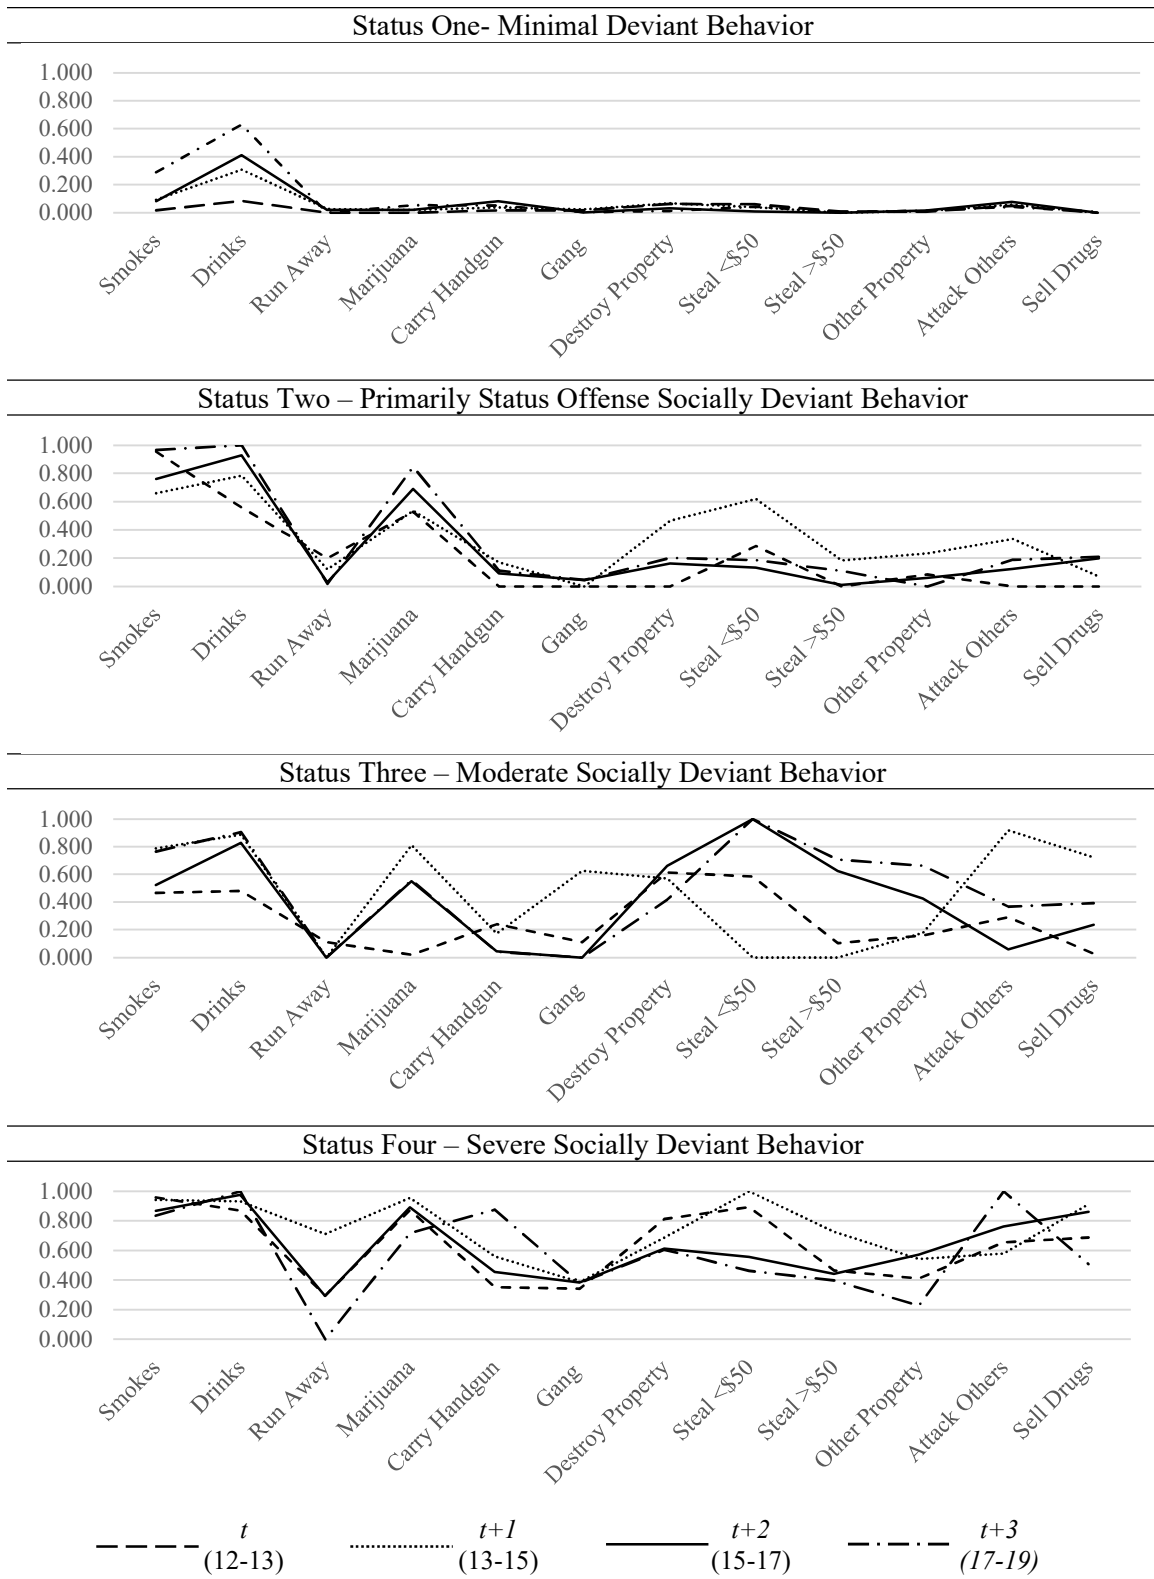 Status One- Minimal Deviant Behavior
1.000
0.800
0.600
0.400
0.200
0.000
Smokes
Drinks
Run Away
Marijuana
Carry Handgun
Gang
Destroy Property
Steal <$50
Steal >$50
Other Property
Attack Others
Sell Drugs
Status Two – Primarily Status Offense Socially Deviant Behavior
1.000
0.800
0.600
0.400
0.200
0.000
Smokes
Drinks
Run Away
Marijuana
Carry Handgun
Gang
Destroy Property
Steal <$50
Steal >$50
Other Property
Attack Others
Sell Drugs
Status Three – Moderate Socially Deviant Behavior
1.000
0.800
0.600
0.400
0.200
0.000
Smokes
Drinks
Run Away
Marijuana
Carry Handgun
Gang
Destroy Property
Steal <$50
Steal >$50
Other Property
Attack Others
Sell Drugs
Status Four – Severe Socially Deviant Behavior
1.000
0.800
0.600
0.400
0.200
0.000
Smokes
Drinks
Run Away
Marijuana
Carry Handgun
Gang
Destroy Property
Steal <$50
Steal >$50
Other Property
Attack Others
Sell Drugs
t t+1 t+2 t+3
(12-13) (13-15) (15-17) (17-19)